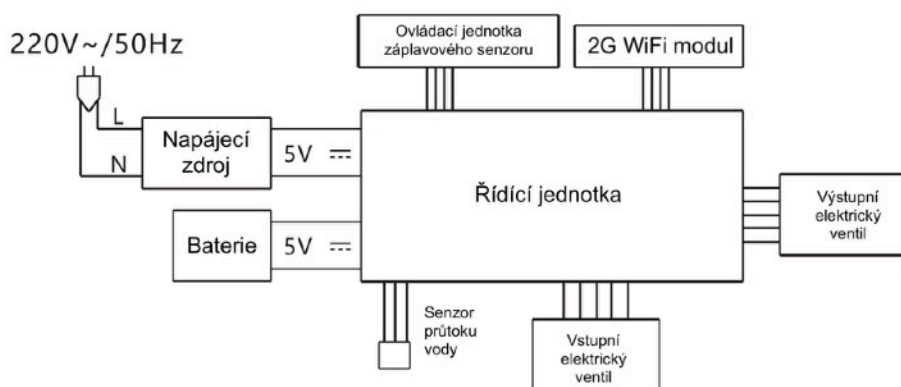 220V~/50Hz
Ovládací jednotka
záplavového senzoru
2G WiFi modul
L
N
Napájecí
zdroj
5V
Řídící jednotka
Výstupní
elektrický
ventil
Baterie
5V
Senzor
průtoku
vody
Vstupní
elektrický
ventil